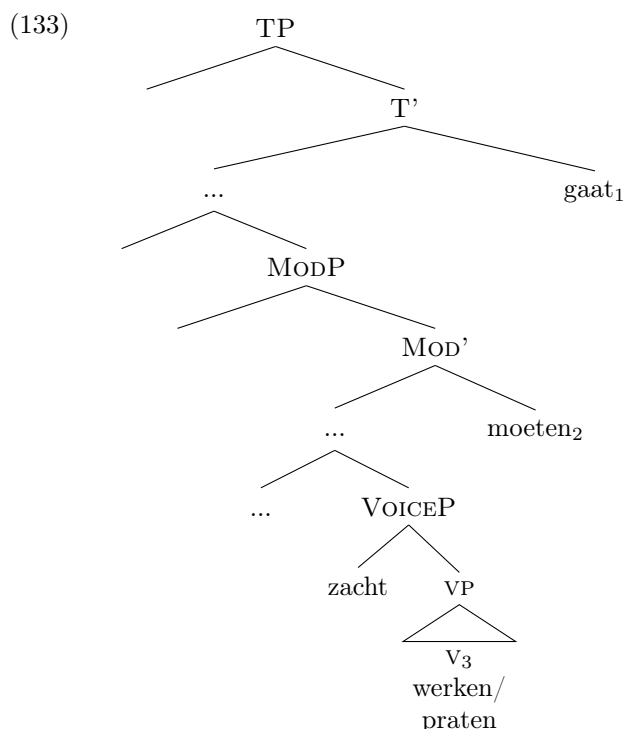 (133)
TP
T'
...
gaat₁
MODP
MOD'
...
moeten₂
...
VOICEP
zacht
VP
V₃
werken/
praten